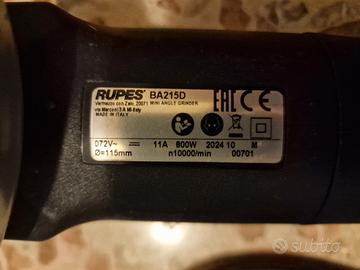 RUPES BA215D
Vermezzo con Zelo, 20071 MINI ANGLE GRINDER
via Marconi 3/A MI-Italy
MADE IN ITALY
EAC CE
072V~ 11A 800W 2024 10 M
Ø=115mm n10000/min 00701
subito